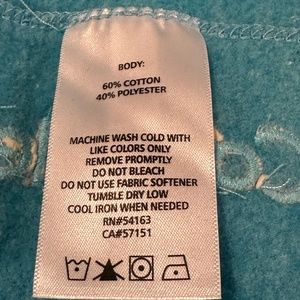 BODY:
60% COTTON
40% POLYESTER
MACHINE WASH COLD WITH
LIKE COLORS ONLY
REMOVE PROMPTLY
DO NOT BLEACH
DO NOT USE FABRIC SOFTENER
TUMBLE DRY LOW
COOL IRON WHEN NEEDED
RN#54163
CA#57151